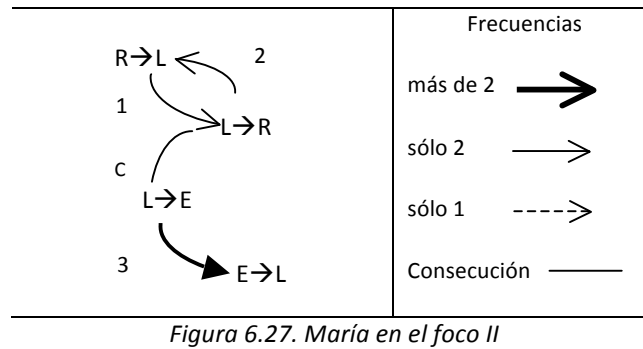 Frecuencias
R→L
2
más de 2
1
L→R
sólo 2
C
sólo 1
L→E
3
E→L
Consecución
Figura 6.27. María en el foco II